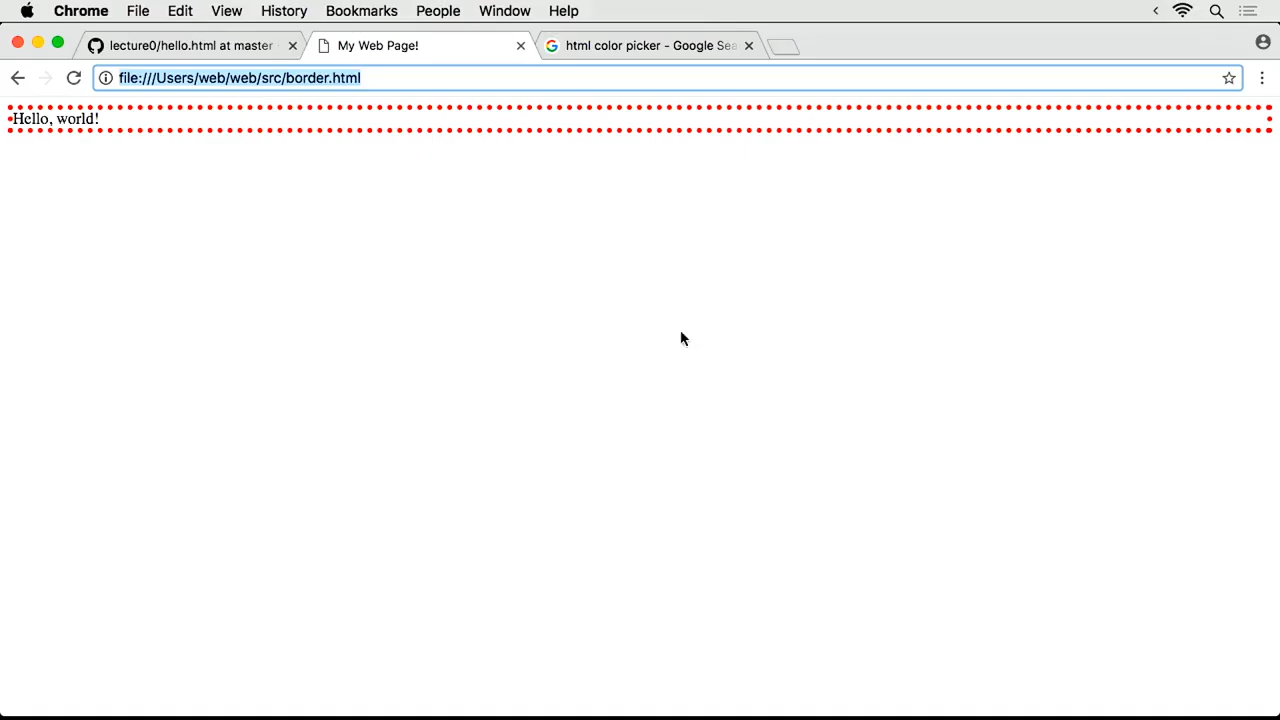 Chrome File Edit View History Bookmarks People Window Help
lecture0/hello.html at master My Web Page! html color picker - Google Sea
file:///Users/web/web/src/border.html
Hello, world!